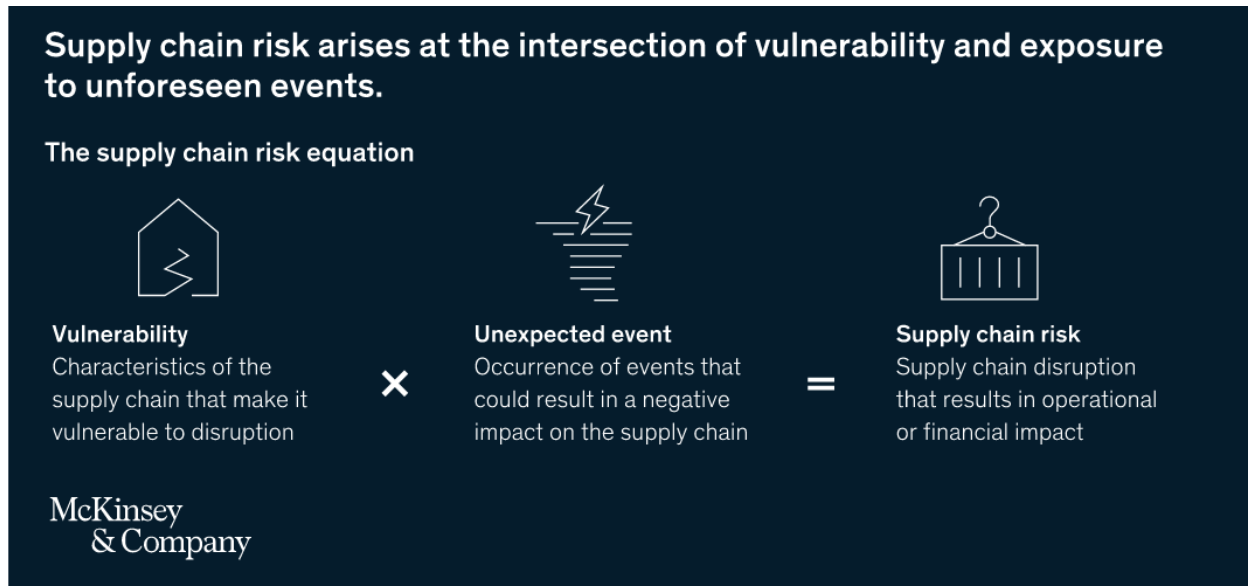 Supply chain risk arises at the intersection of vulnerability and exposure
to unforeseen events.
The supply chain risk equation
Vulnerability
Characteristics of the
supply chain that make it
vulnerable to disruption
×
Unexpected event
Occurrence of events that
could result in a negative
impact on the supply chain
=
Supply chain risk
Supply chain disruption
that results in operational
or financial impact
McKinsey
& Company